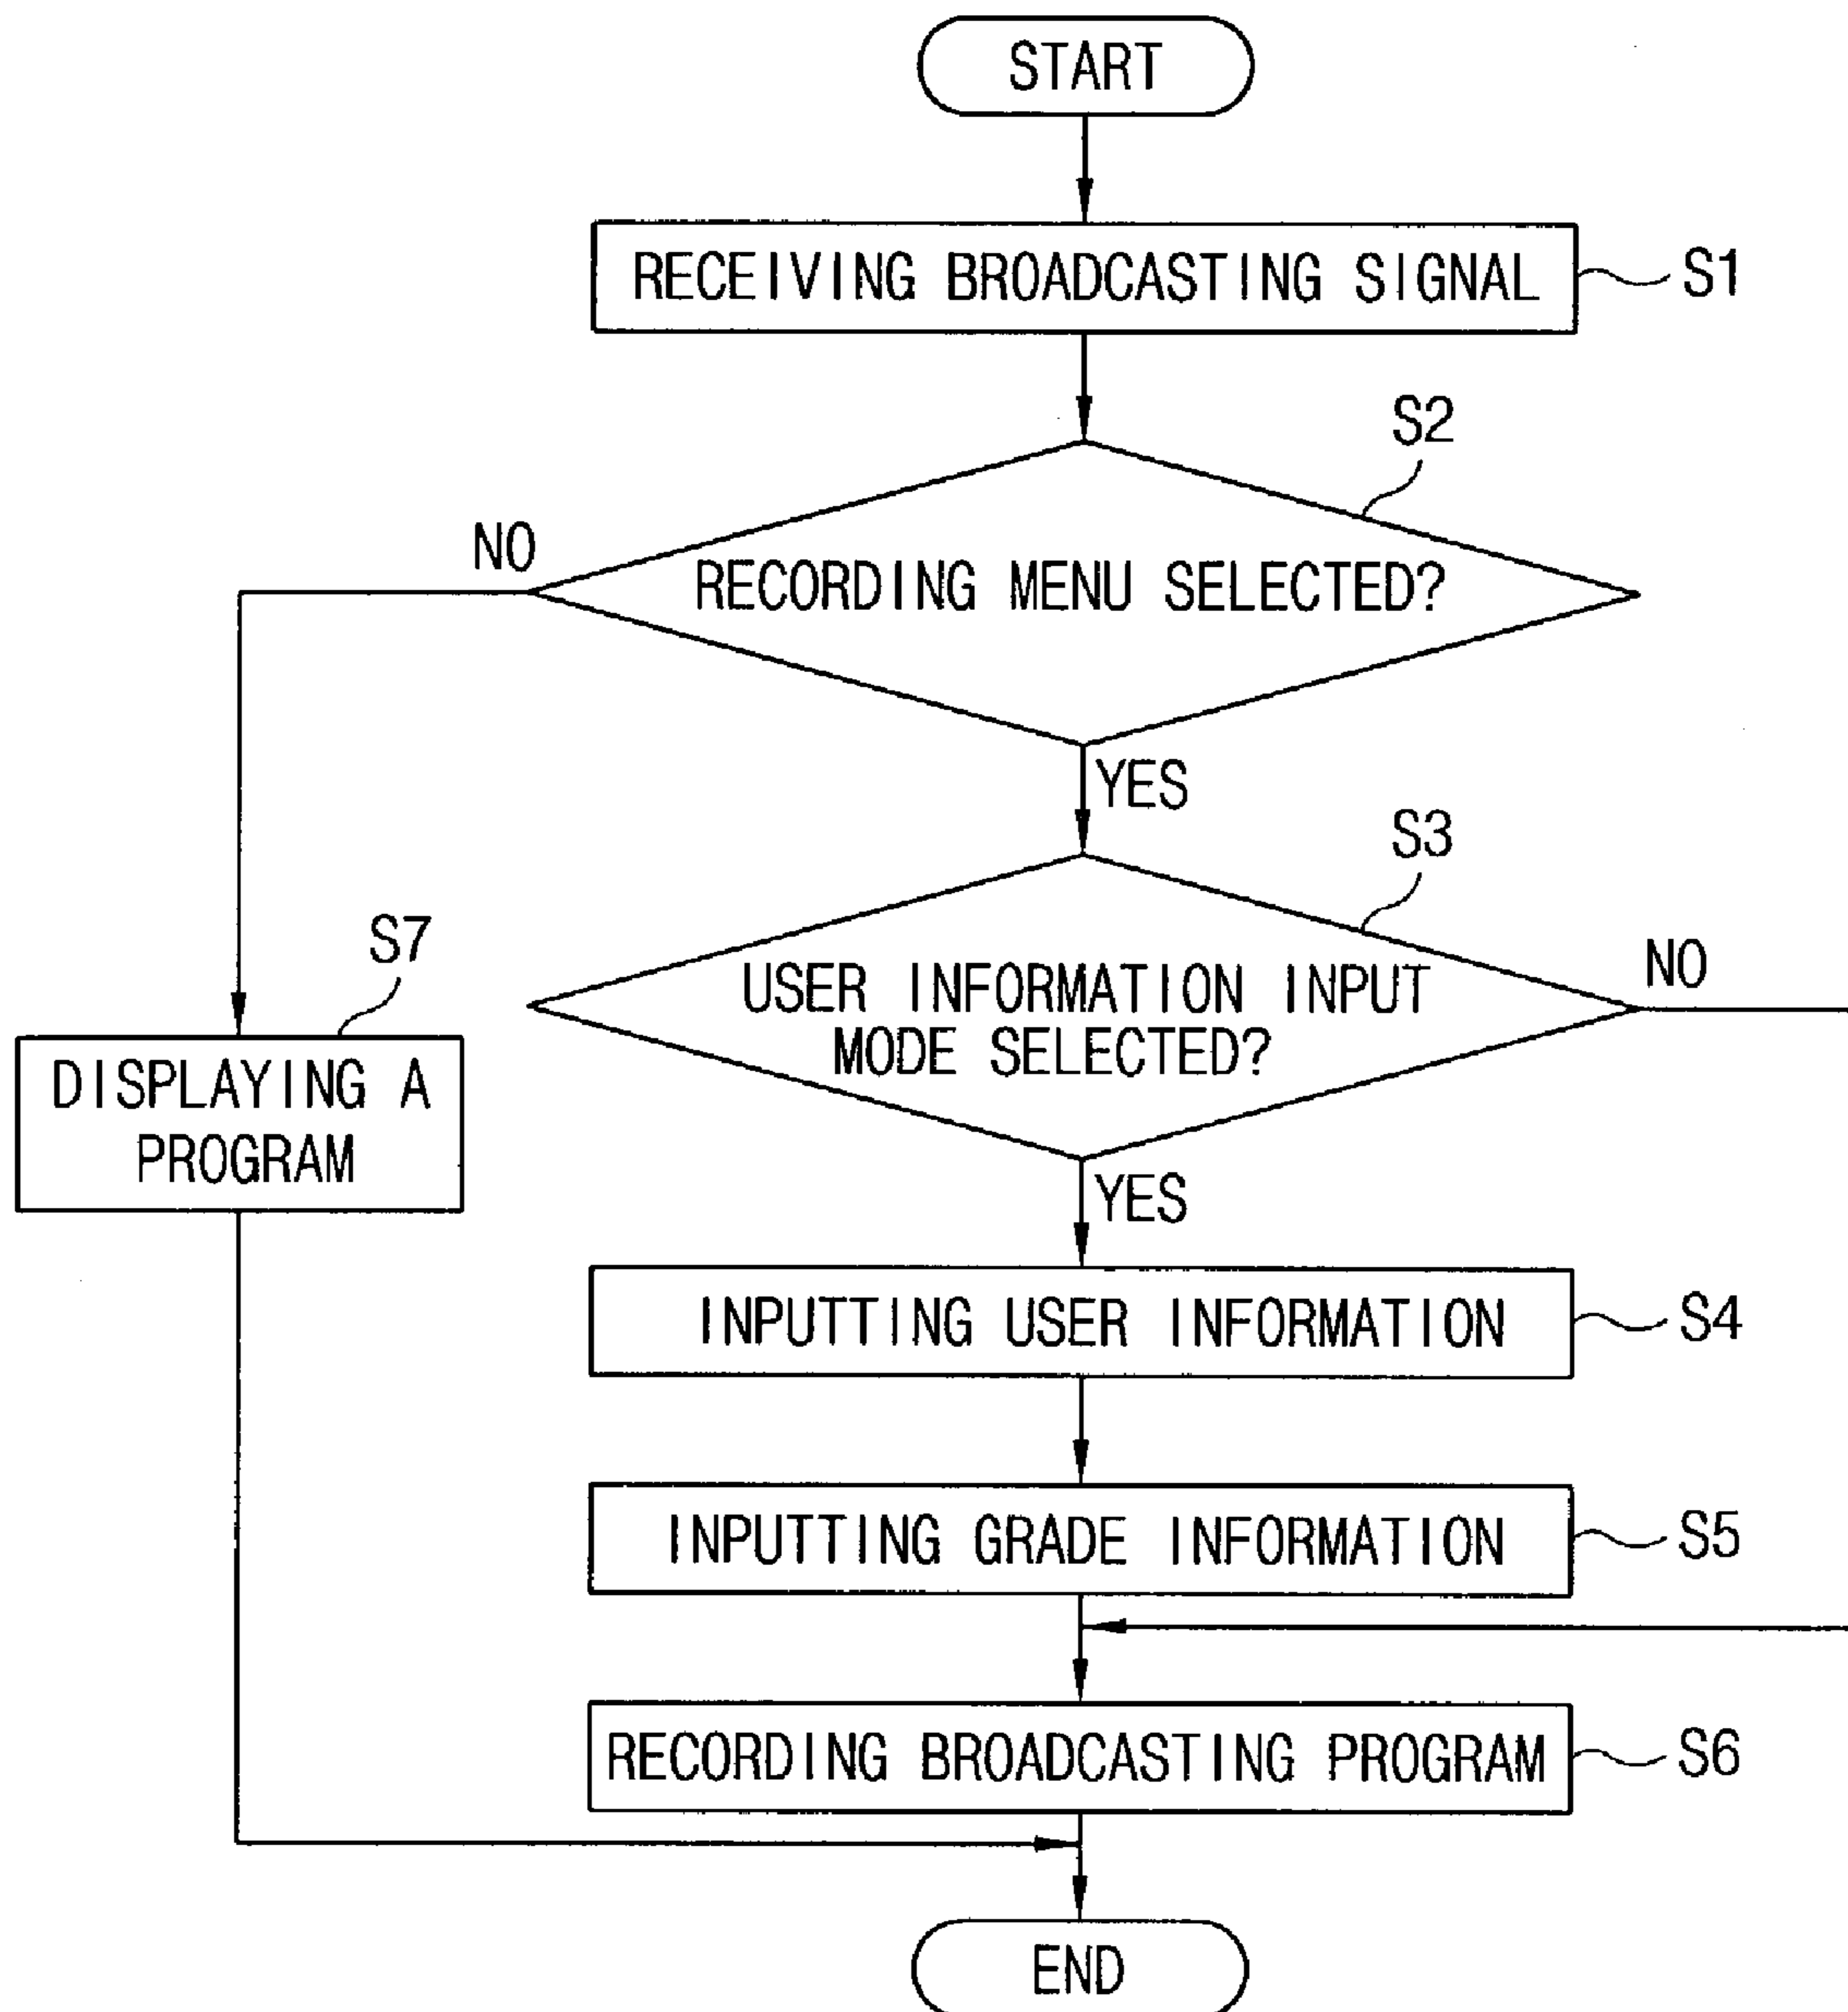 START
RECEIVING BROADCASTING SIGNAL
S1
S2
NO
RECORDING MENU SELECTED?
YES
S3
S7
NO
USER INFORMATION INPUT
MODE SELECTED?
DISPLAYING A
PROGRAM
YES
INPUTTING USER INFORMATION
S4
INPUTTING GRADE INFORMATION
S5
RECORDING BROADCASTING PROGRAM
S6
END